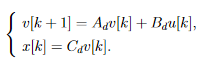 v[k + 1] = A_d v[k] + B_d u[k],
x[k] = C_d v[k].